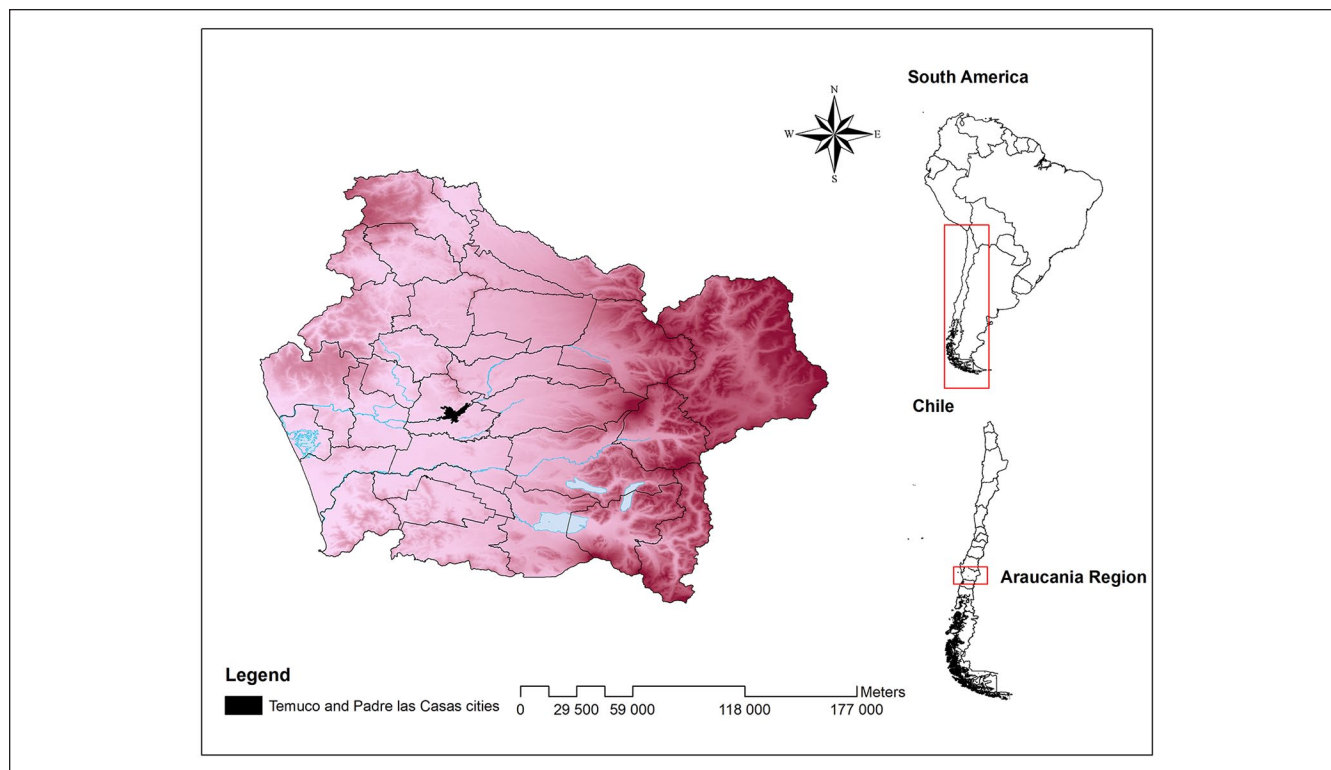 South America
N
W
E
S
Chile
Araucania Region
Legend
Temuco and Padre las Casas cities
Meters
0 29 500 59 000 118 000 177 000